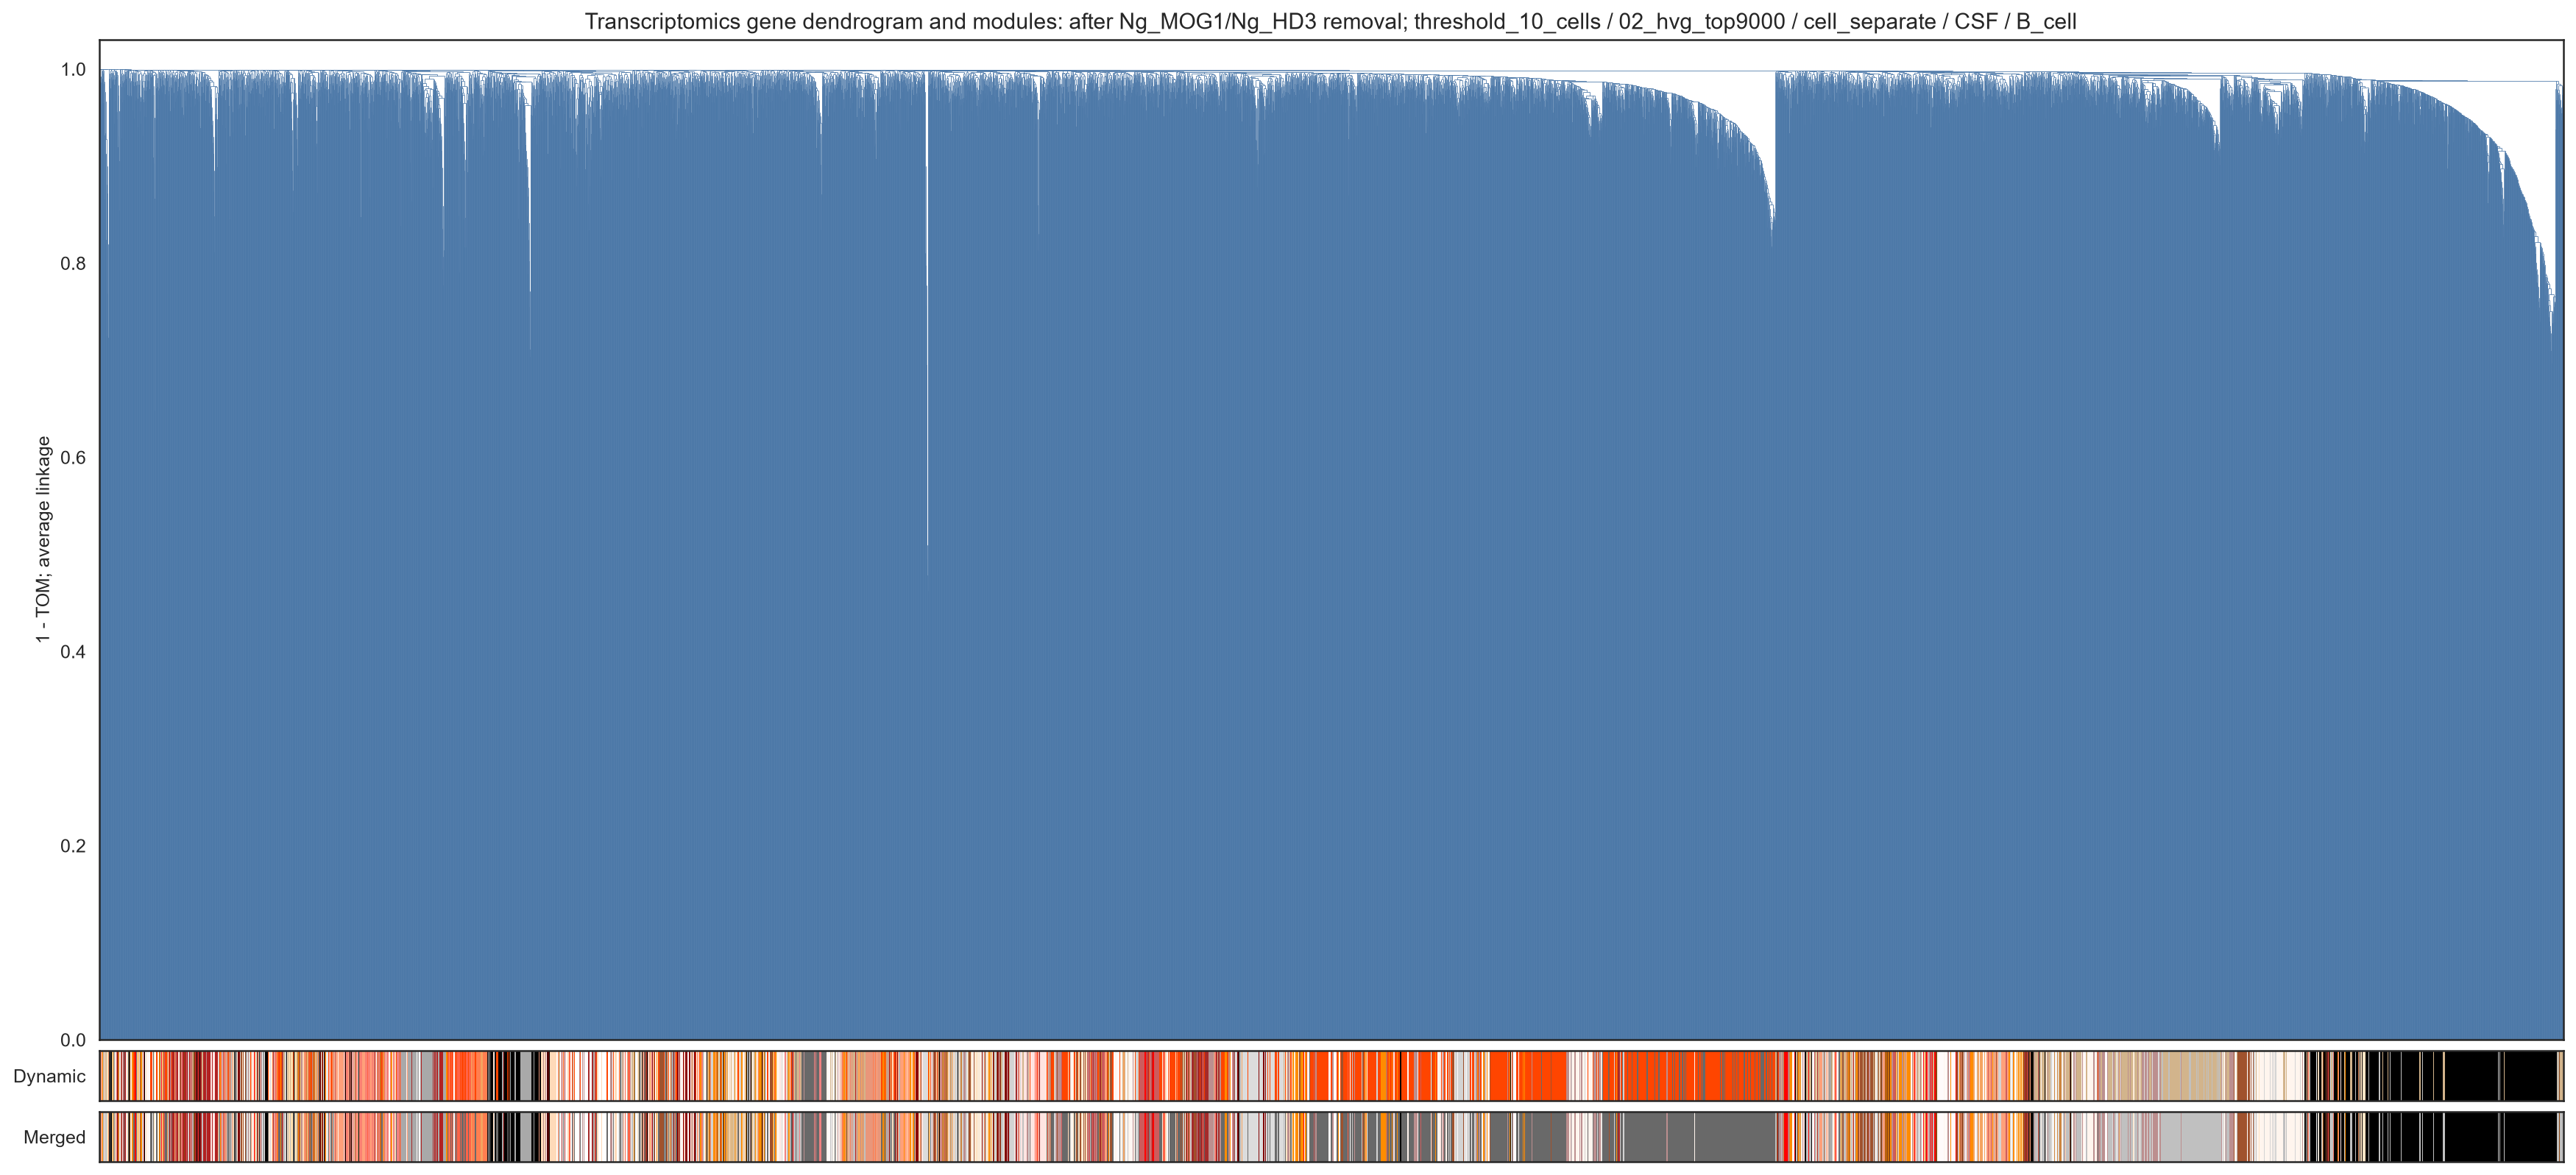 Transcriptomics gene dendrogram and modules: after Ng_MOG1/Ng_HD3 removal; threshold_10_cells / 02_hvg_top9000 / cell_separate / CSF / B_cell
1.0
0.8
0.6
0.4
0.2
0.0
1 - TOM; average linkage
Dynamic
Merged